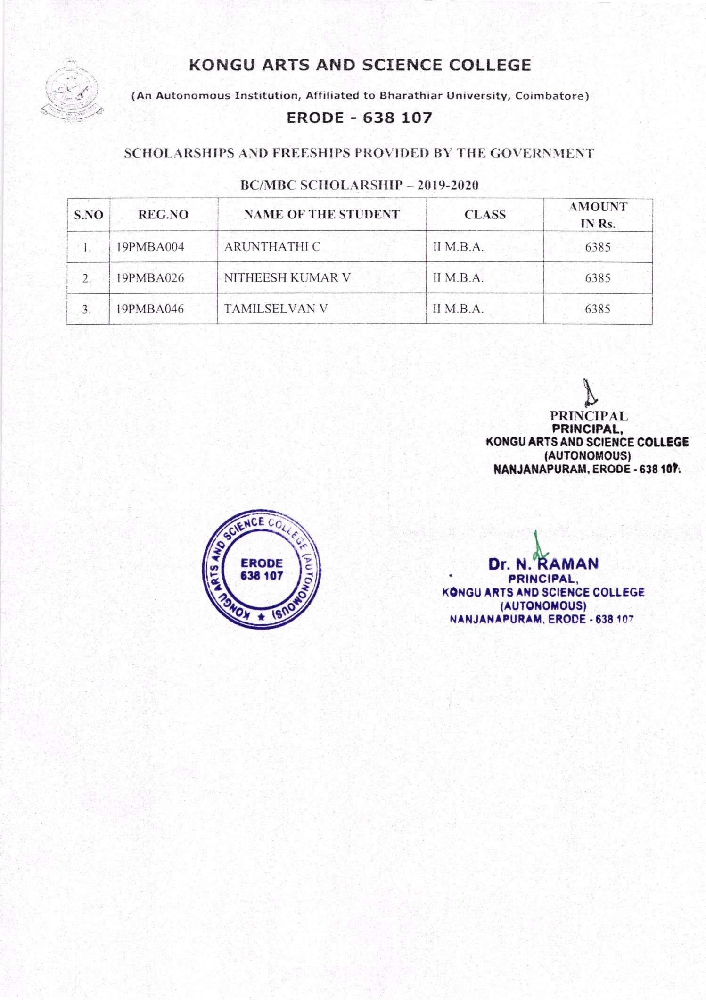 KONGU ARTS AND SCIENCE COLLEGE
(An Autonomous Institution, Affiliated to Bharathiar University, Coimbatore)
ERODE - 638 107
SCHOLARSHIPS AND FREESHIPS PROVIDED BY THE GOVERNMENT
BC/MBC SCHOLARSHIP – 2019-2020
S.NO REG.NO NAME OF THE STUDENT CLASS AMOUNT IN Rs.
1. 19PMBA004 ARUNTHATHI C II M.B.A. 6385
2. 19PMBA026 NITHEESH KUMAR V II M.B.A. 6385
3. 19PMBA046 TAMILSELVAN V II M.B.A. 6385
PRINCIPAL
PRINCIPAL,
KONGU ARTS AND SCIENCE COLLEGE
(AUTONOMOUS)
NANJANAPURAM, ERODE - 638 107.
KONGU ARTS AND SCIENCE COLLEGE (AUTONOMOUS) ★
ERODE
638 107
Dr. N. RAMAN
PRINCIPAL,
KONGU ARTS AND SCIENCE COLLEGE
(AUTONOMOUS)
NANJANAPURAM, ERODE - 638 107